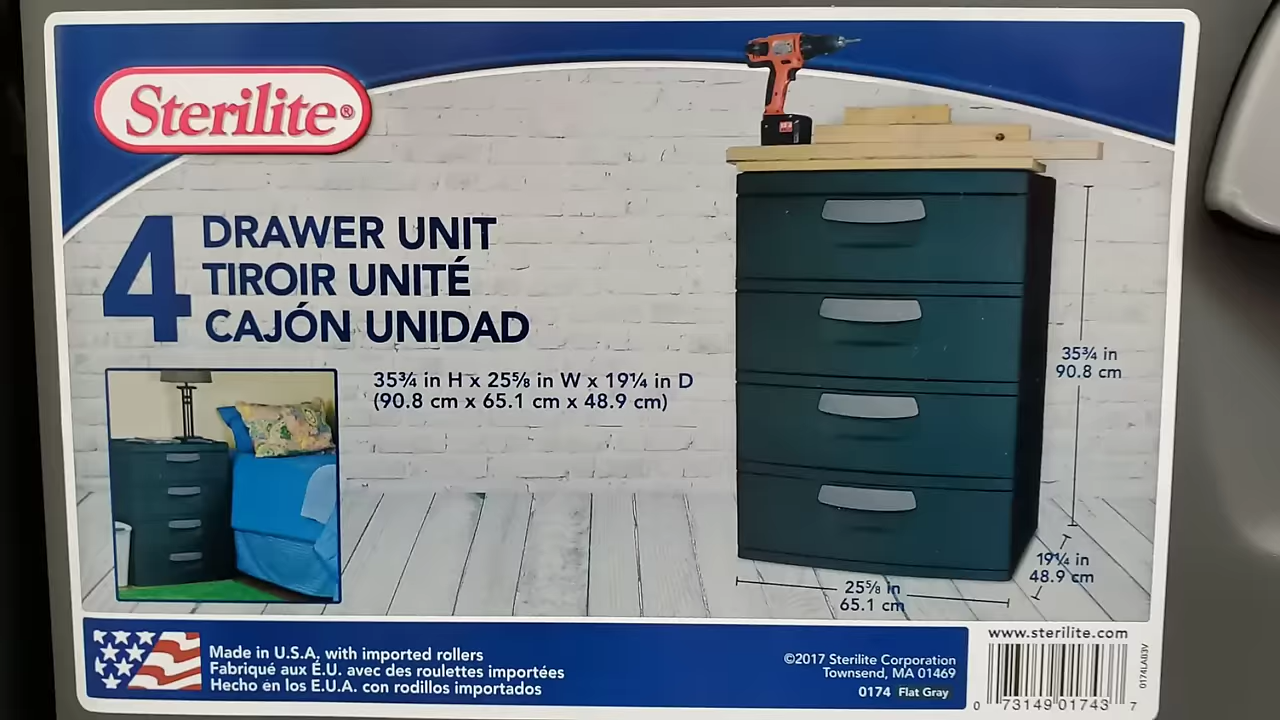 Sterilite®
4
DRAWER UNIT
TIROIR UNITÉ
CAJÓN UNIDAD
35¾ in H x 25⅝ in W x 19¼ in D
(90.8 cm x 65.1 cm x 48.9 cm)
35¾ in
90.8 cm
19¼ in
48.9 cm
25⅝ in
65.1 cm
Made in U.S.A. with imported rollers
Fabriqué aux É.U. avec des roulettes importées
Hecho en los E.U.A. con rodillos importados
©2017 Sterilite Corporation
Townsend, MA 01469
0174 Flat Gray
www.sterilite.com
0 73149 01743 7
0174LAB3V